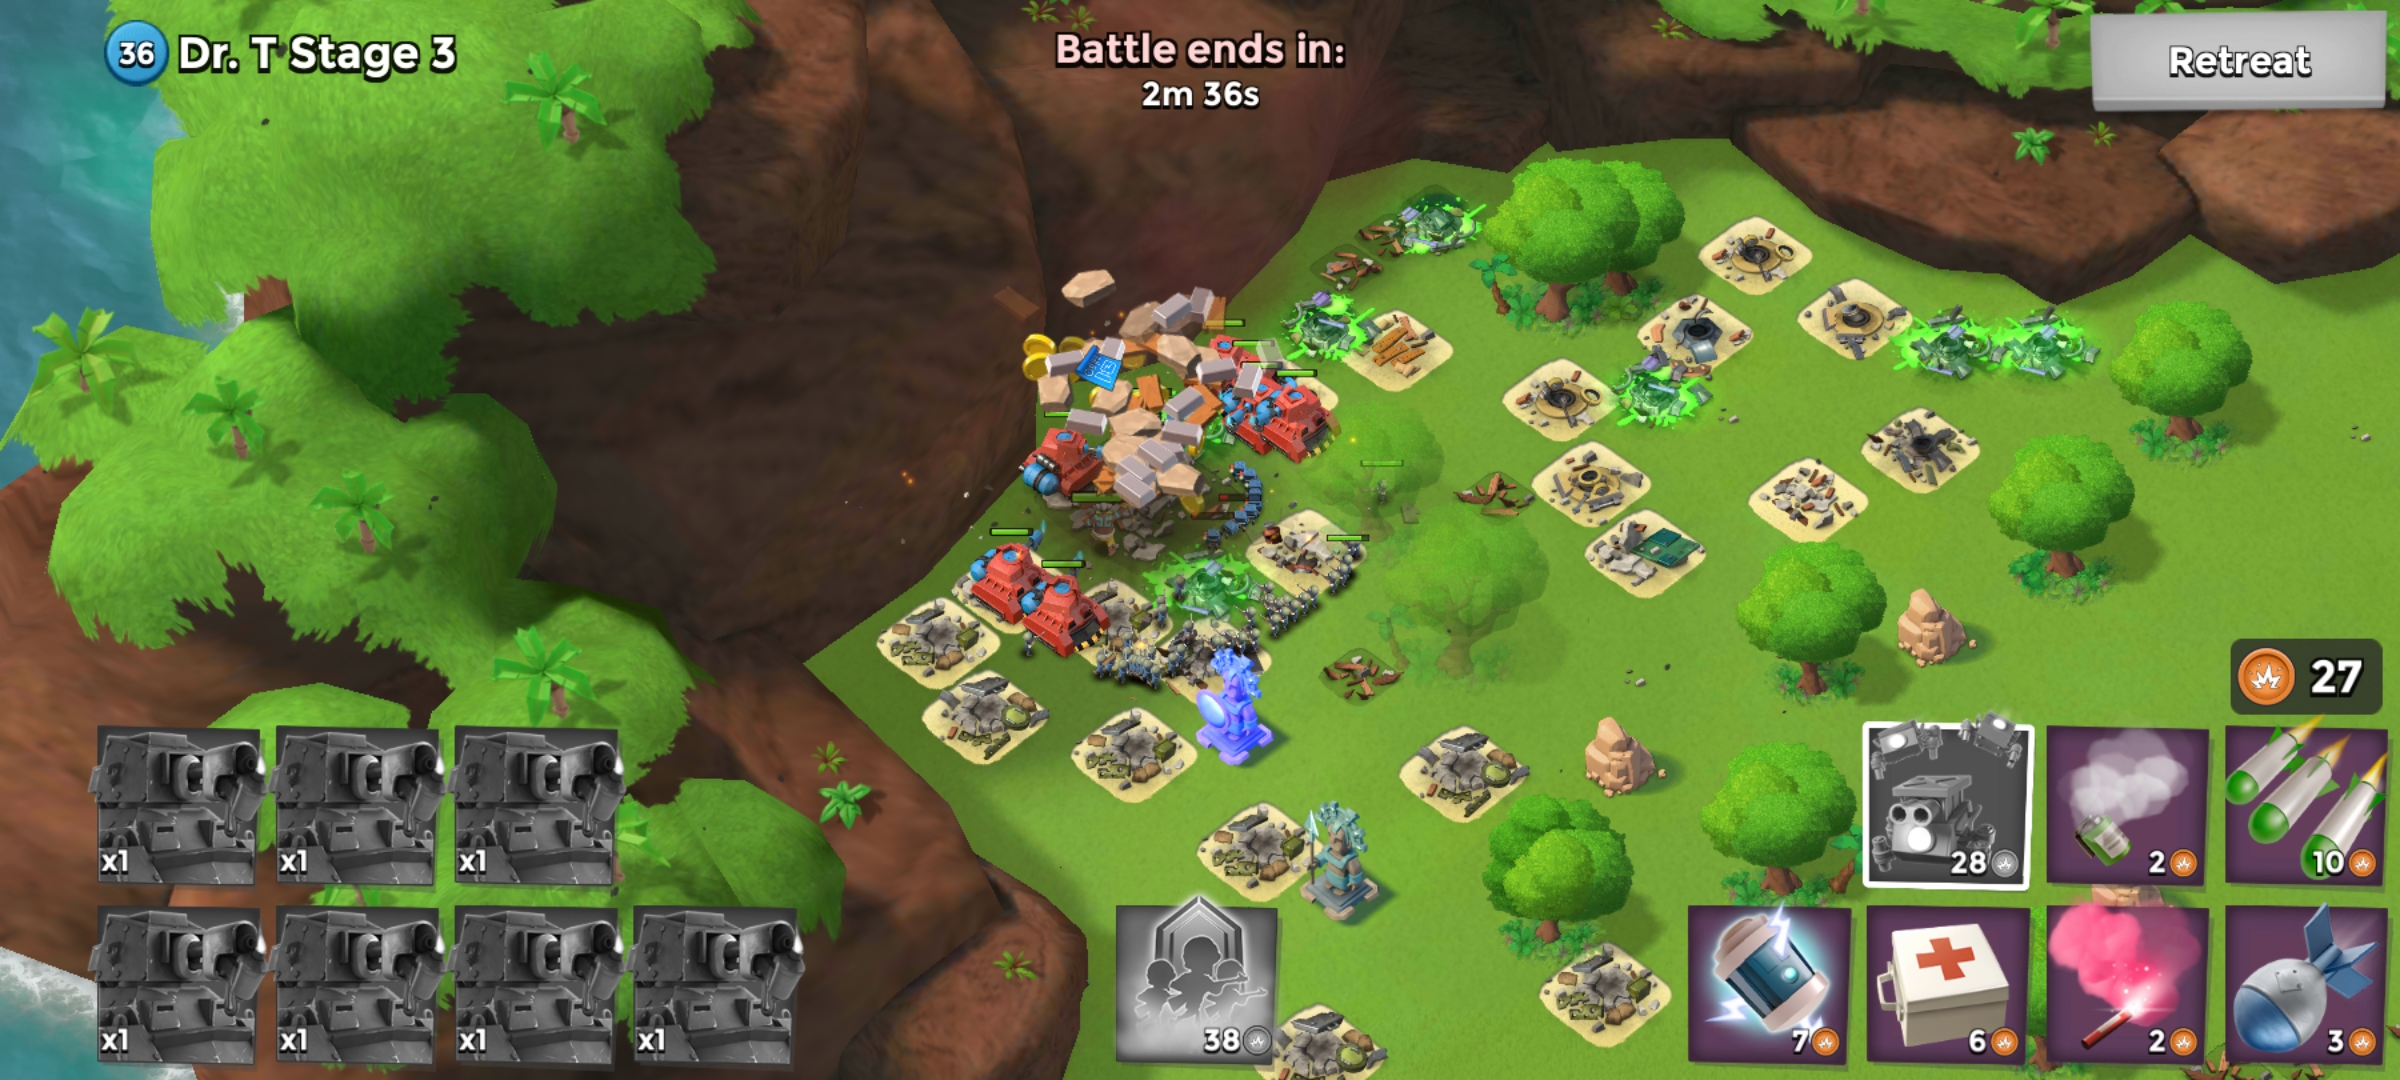 36 Dr. T Stage 3
Battle ends in:
2m 36s
Retreat
27
x1 x1 x1
28 2 10
x1 x1 x1 x1
38 7 6 2 3